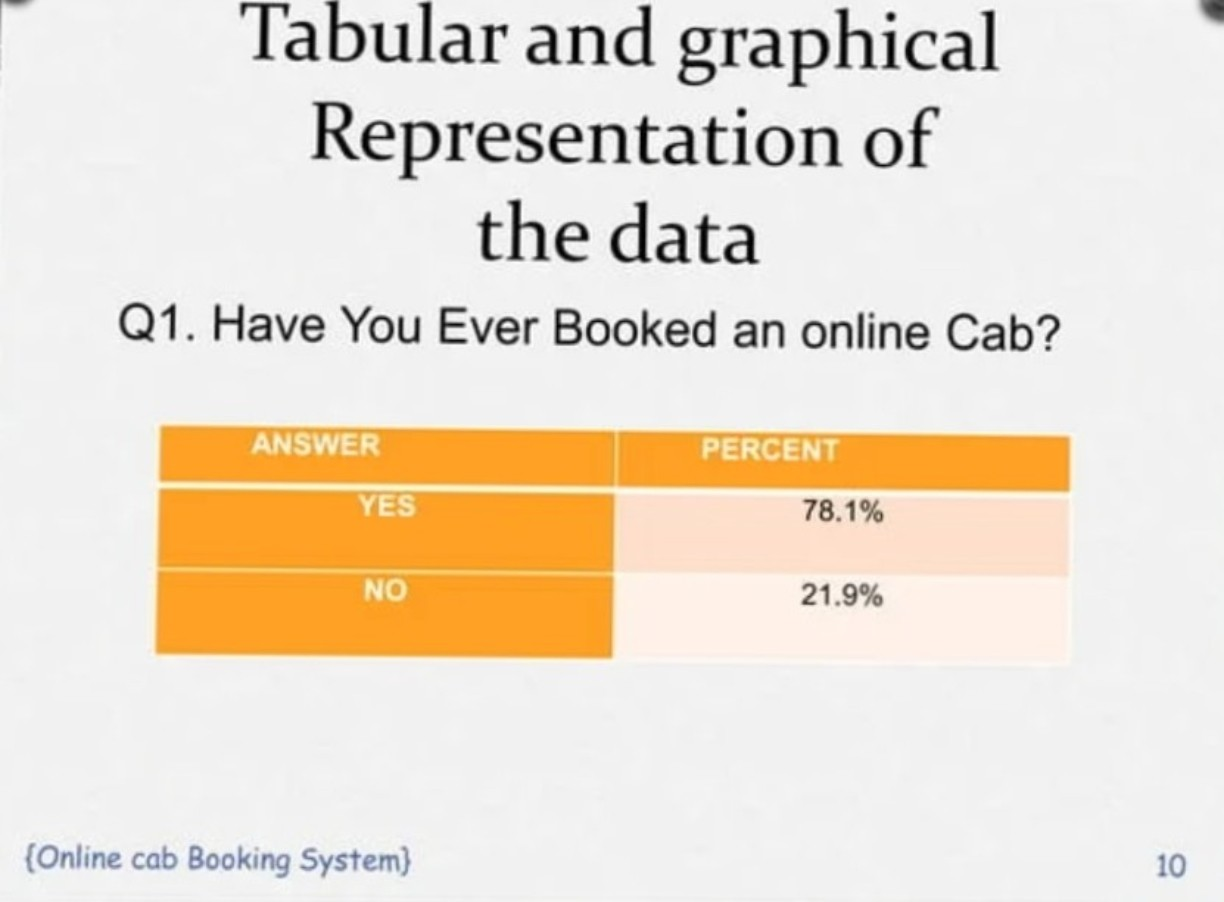 Tabular and graphical
Representation of
the data
Q1. Have You Ever Booked an online Cab?
ANSWER PERCENT
YES 78.1%
NO 21.9%
{Online cab Booking System} 10